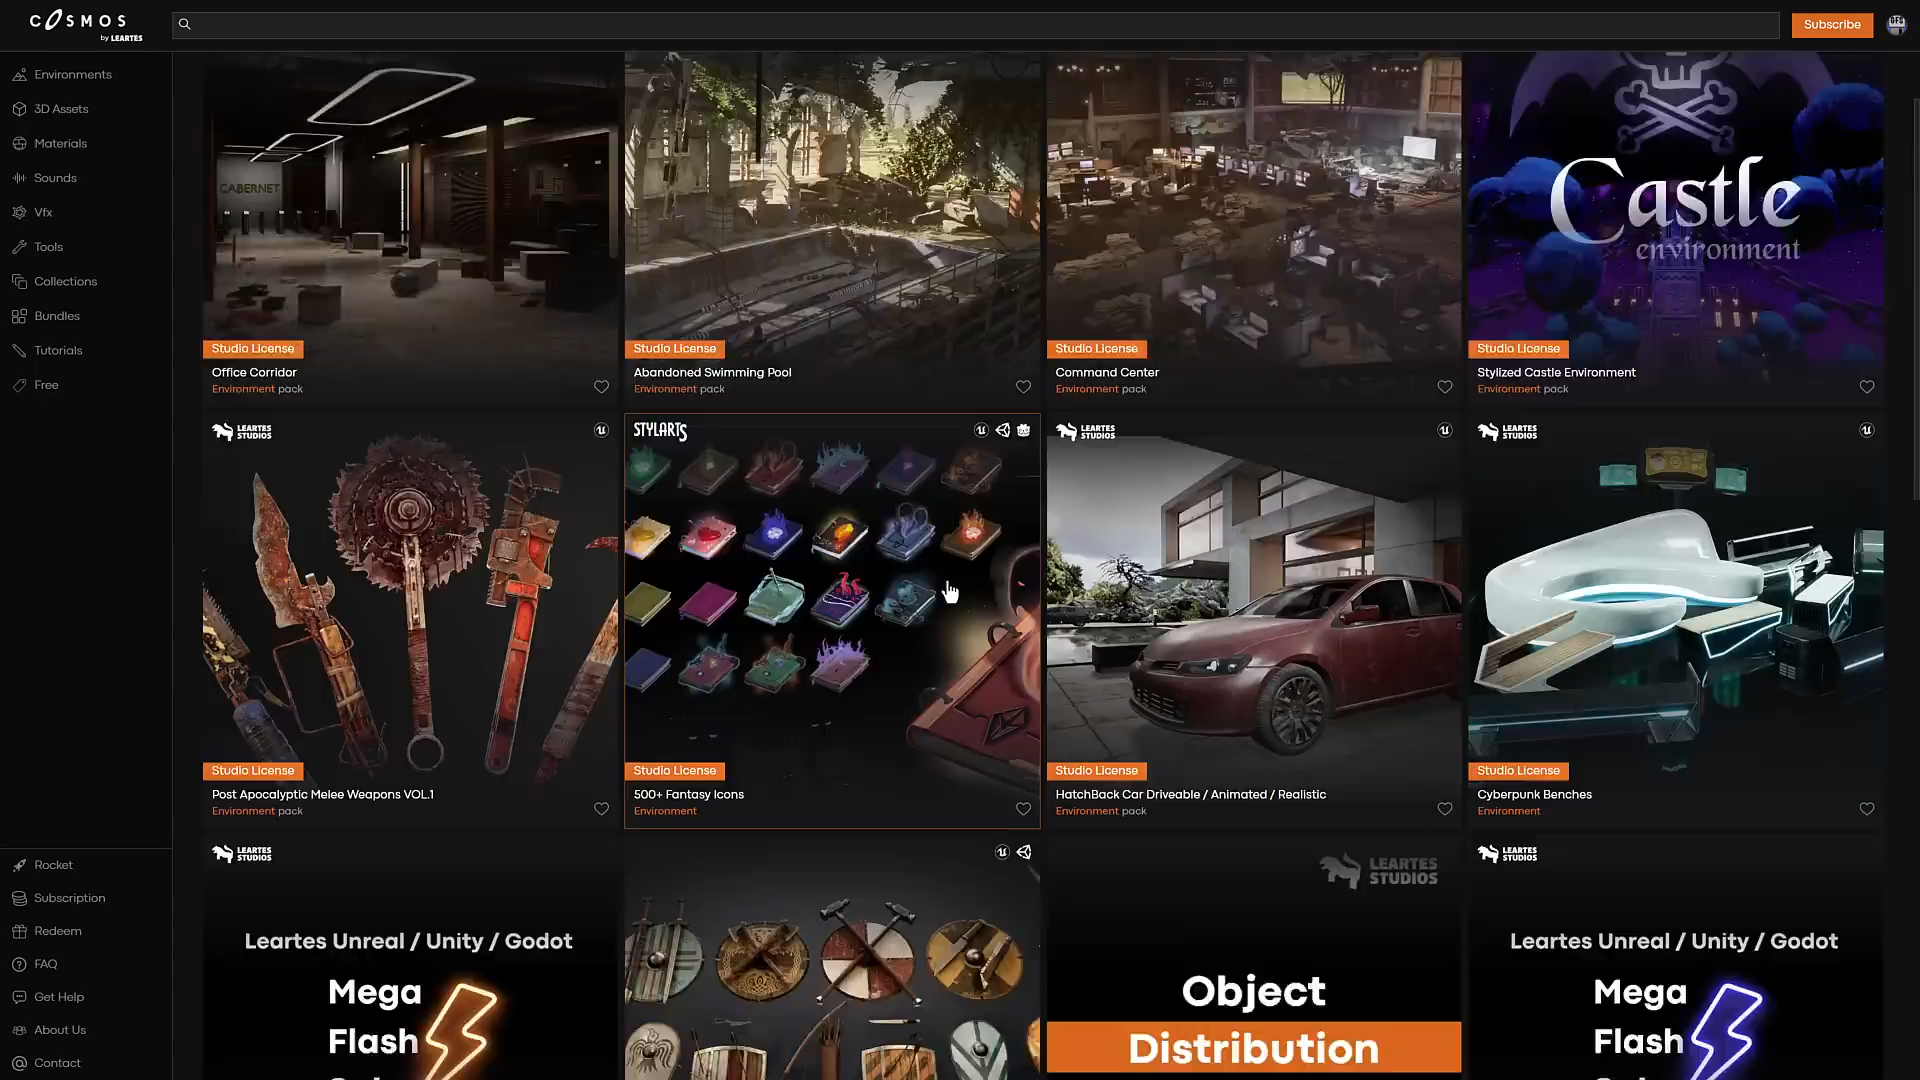 COSMOS
by LEARTES
Subscribe
GFS
Environments
3D Assets
Materials
Sounds
Vfx
Tools
Collections
Bundles
Tutorials
Free
Rocket
Subscription
Redeem
FAQ
Get Help
About Us
Contact
CABERNET
Castle
environment
Studio License
Office Corridor
Environment pack
Studio License
Abandoned Swimming Pool
Environment pack
Studio License
Command Center
Environment pack
Studio License
Stylized Castle Environment
Environment pack
LEARTES
STUDIOS
Studio License
Post Apocalyptic Melee Weapons VOL.1
Environment pack
STYLARTS
Studio License
500+ Fantasy Icons
Environment
LEARTES
STUDIOS
Studio License
HatchBack Car Driveable / Animated / Realistic
Environment pack
LEARTES
STUDIOS
Studio License
Cyberpunk Benches
Environment
LEARTES
STUDIOS
Leartes Unreal / Unity / Godot
Mega
Flash
LEARTES
STUDIOS
Object
Distribution
LEARTES
STUDIOS
Leartes Unreal / Unity / Godot
Mega
Flash